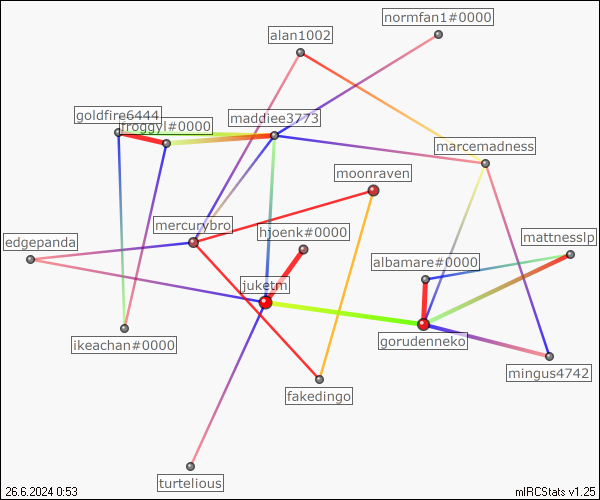 normfan1#0000
alan1002
goldfire6444
froggyl#0000
maddiee3773
marcemadness
moonraven
mercurybro
hjoenk#0000
edgepanda
mattnesslp
albamare#0000
juketm
ikeachan#0000
gorudenneko
mingus4742
fakedingo
turtelious
26.6.2024 0:53
mIRCStats v1.25